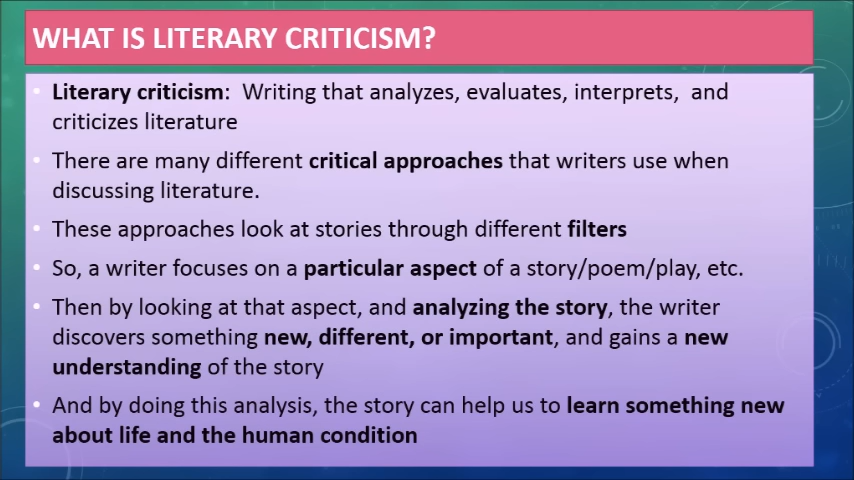 WHAT IS LITERARY CRITICISM?
• Literary criticism:  Writing that analyzes, evaluates, interprets,  and
criticizes literature
• There are many different critical approaches that writers use when
discussing literature.
• These approaches look at stories through different filters
• So, a writer focuses on a particular aspect of a story/poem/play, etc.
• Then by looking at that aspect, and analyzing the story, the writer
discovers something new, different, or important, and gains a new
understanding of the story
• And by doing this analysis, the story can help us to learn something new
about life and the human condition